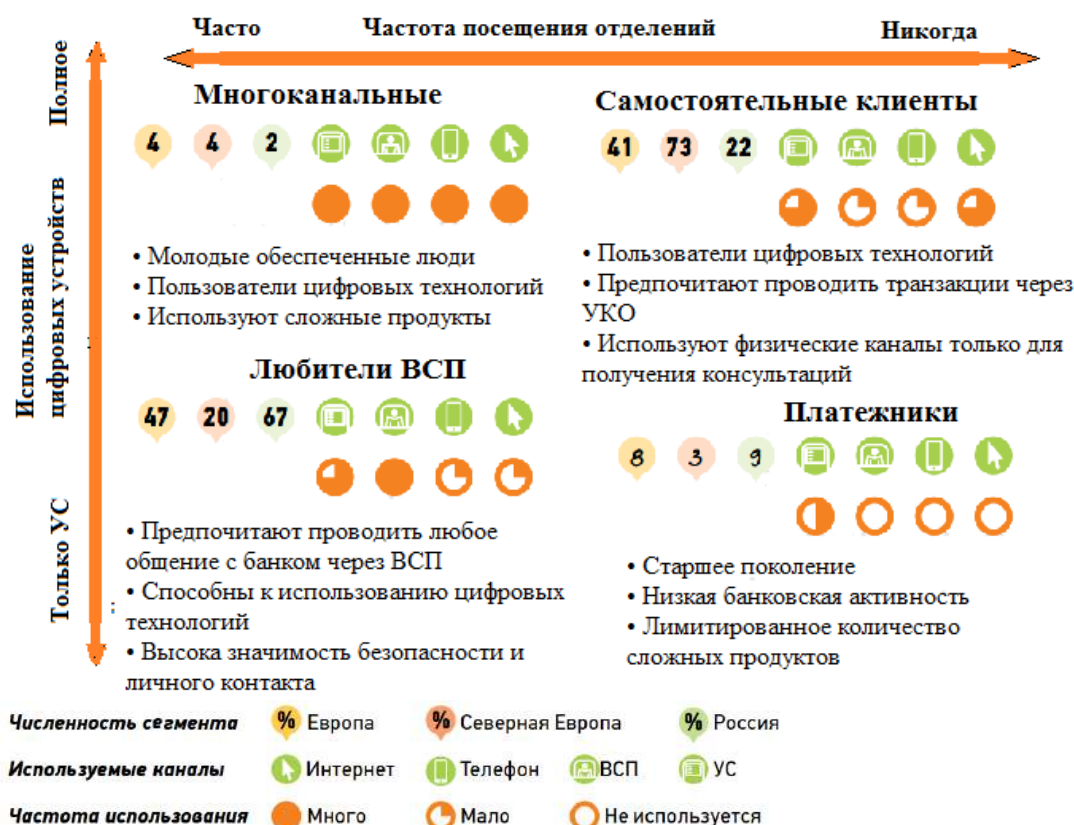 Часто Частота посещения отделений Никогда
Полное
Использование
цифровых устройств
Только УС
Многоканальные
4 4 2
• Молодые обеспеченные люди
• Пользователи цифровых технологий
• Используют сложные продукты
Самостоятельные клиенты
41 73 22
• Пользователи цифровых технологий
• Предпочитают проводить транзакции через
УКО
• Используют физические каналы только для
получения консультаций
Любители ВСП
47 20 67
• Предпочитают проводить любое
общение с банком через ВСП
• Способны к использованию цифровых
технологий
• Высока значимость безопасности и
личного контакта
Платежники
8 3 9
• Старшее поколение
• Низкая банковская активность
• Лимитированное количество
сложных продуктов
Численность сегмента % Европа % Северная Европа % Россия
Используемые каналы Интернет Телефон ВСП УС
Частота использования Много Мало Не используется